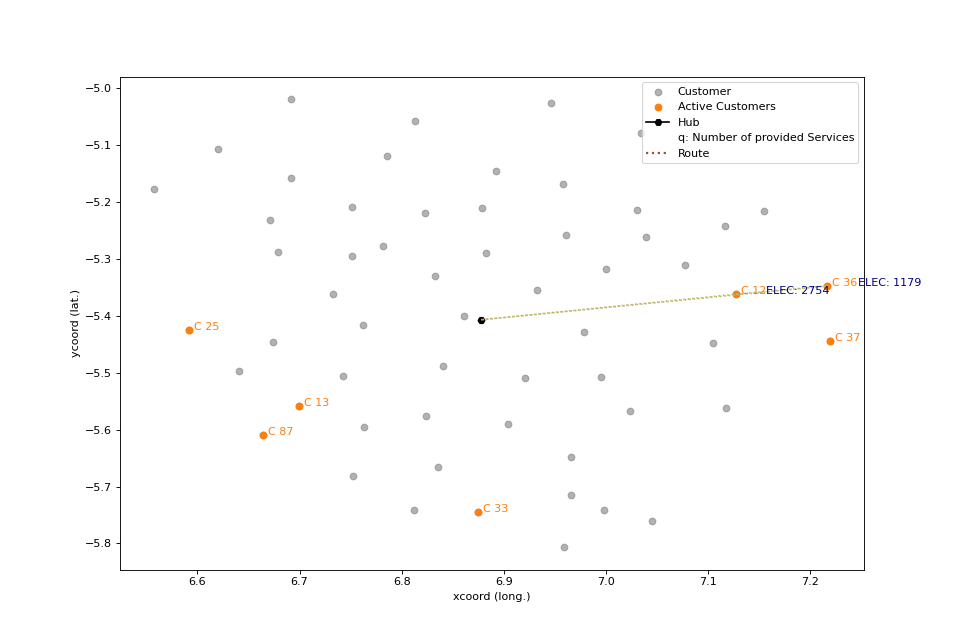 Customer
Active Customers
Hub
q: Number of provided Services
Route
−5.0
−5.1
−5.2
−5.3
−5.4
−5.5
−5.6
−5.7
−5.8
ycoord (lat.)
C 36 ELEC: 1179
C 12 ELEC: 2754
C 25
C 37
C 13
C 87
C 33
6.6 6.7 6.8 6.9 7.0 7.1 7.2
xcoord (long.)